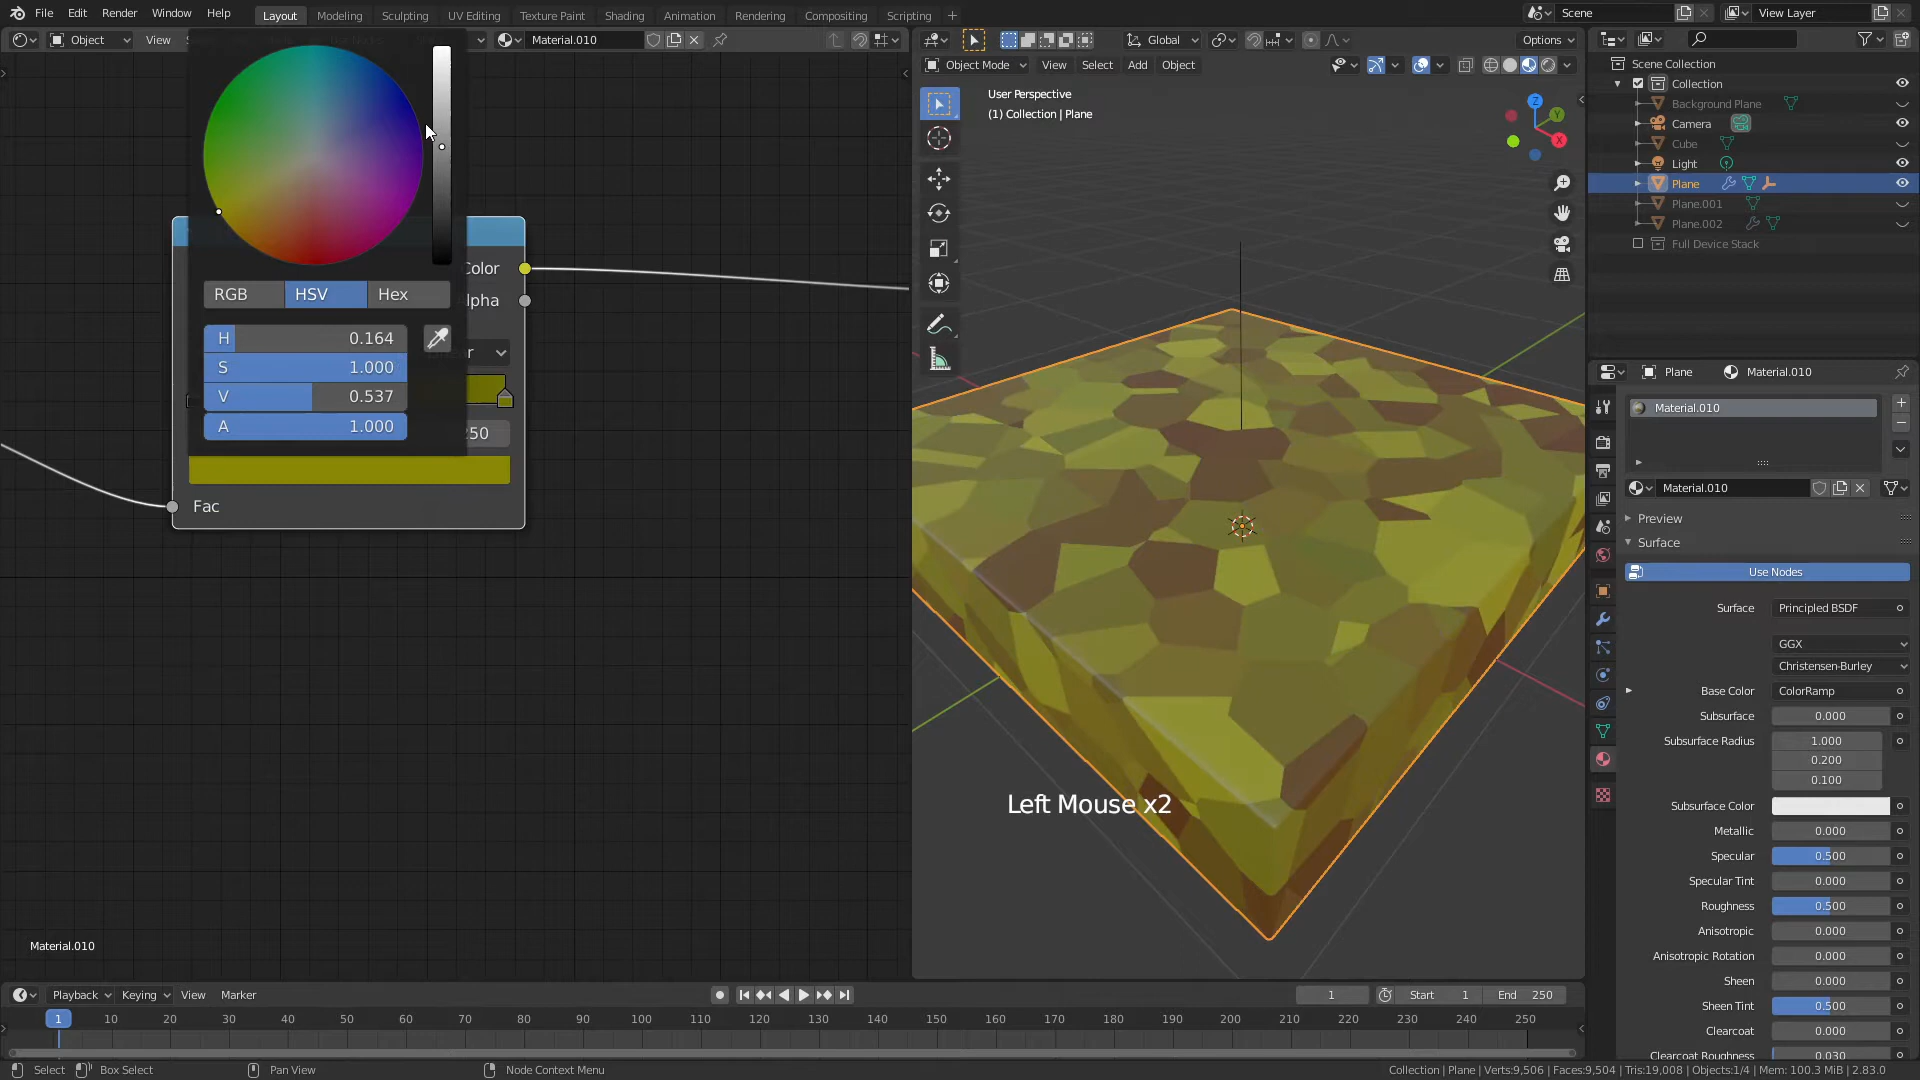 File Edit Render Window Help Layout Modeling Sculpting UV Editing Texture Paint Shading Animation Rendering Compositing Scripting Scene View Layer
Object View Material.010 Global Options
Object Mode View Select Add Object
User Perspective
(1) Collection | Plane
Z
Y
X
Scene Collection
Collection
Background Plane
Camera
Cube
Light
Plane
Plane.001
Plane.002
Full Device Stack
RGB HSV Hex
H 0.164
S 1.000
V 0.537
A 1.000
Color
lpha
r
250
Fac
Left Mouse x2
Material.010
Plane Material.010
Material.010
Material.010
Preview
Surface
Use Nodes
Surface Principled BSDF
GGX
Christensen-Burley
Base Color ColorRamp
Subsurface 0.000
Subsurface Radius 1.000
0.200
0.100
Subsurface Color
Metallic 0.000
Specular 0.500
Specular Tint 0.000
Roughness 0.500
Anisotropic 0.000
Anisotropic Rotation 0.000
Sheen 0.000
Sheen Tint 0.500
Clearcoat 0.000
Clearcoat Roughness 0.030
Playback Keying View Marker 1 Start 1 End 250
1 10 20 30 40 50 60 70 80 90 100 110 120 130 140 150 160 170 180 190 200 210 220 230 240 250
Select Box Select Pan View Node Context Menu Collection | Plane | Verts:9,506 | Faces:9,504 | Tris:19,008 | Objects:1/4 | Mem: 100.3 MiB | 2.83.0